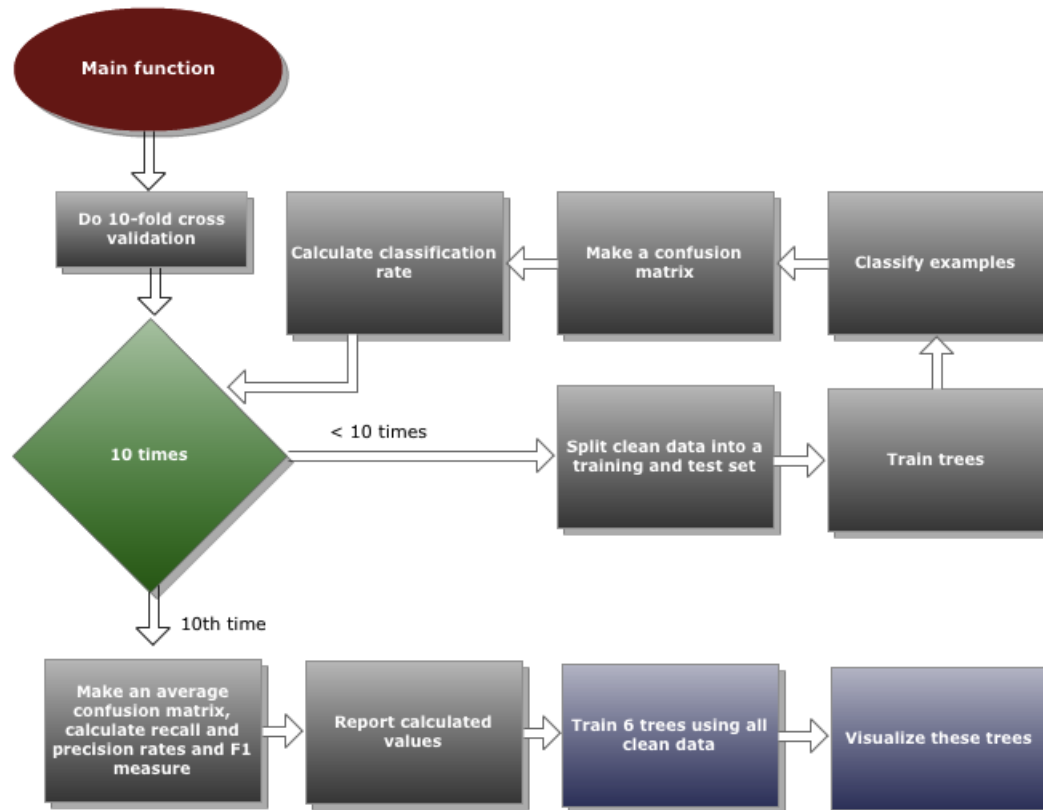 Main function
Do 10-fold cross
validation
Calculate classification
rate
Make a confusion
matrix
Classify examples
10 times
< 10 times
Split clean data into a
training and test set
Train trees
10th time
Make an average
confusion matrix,
calculate recall and
precision rates and F1
measure
Report calculated
values
Train 6 trees using all
clean data
Visualize these trees